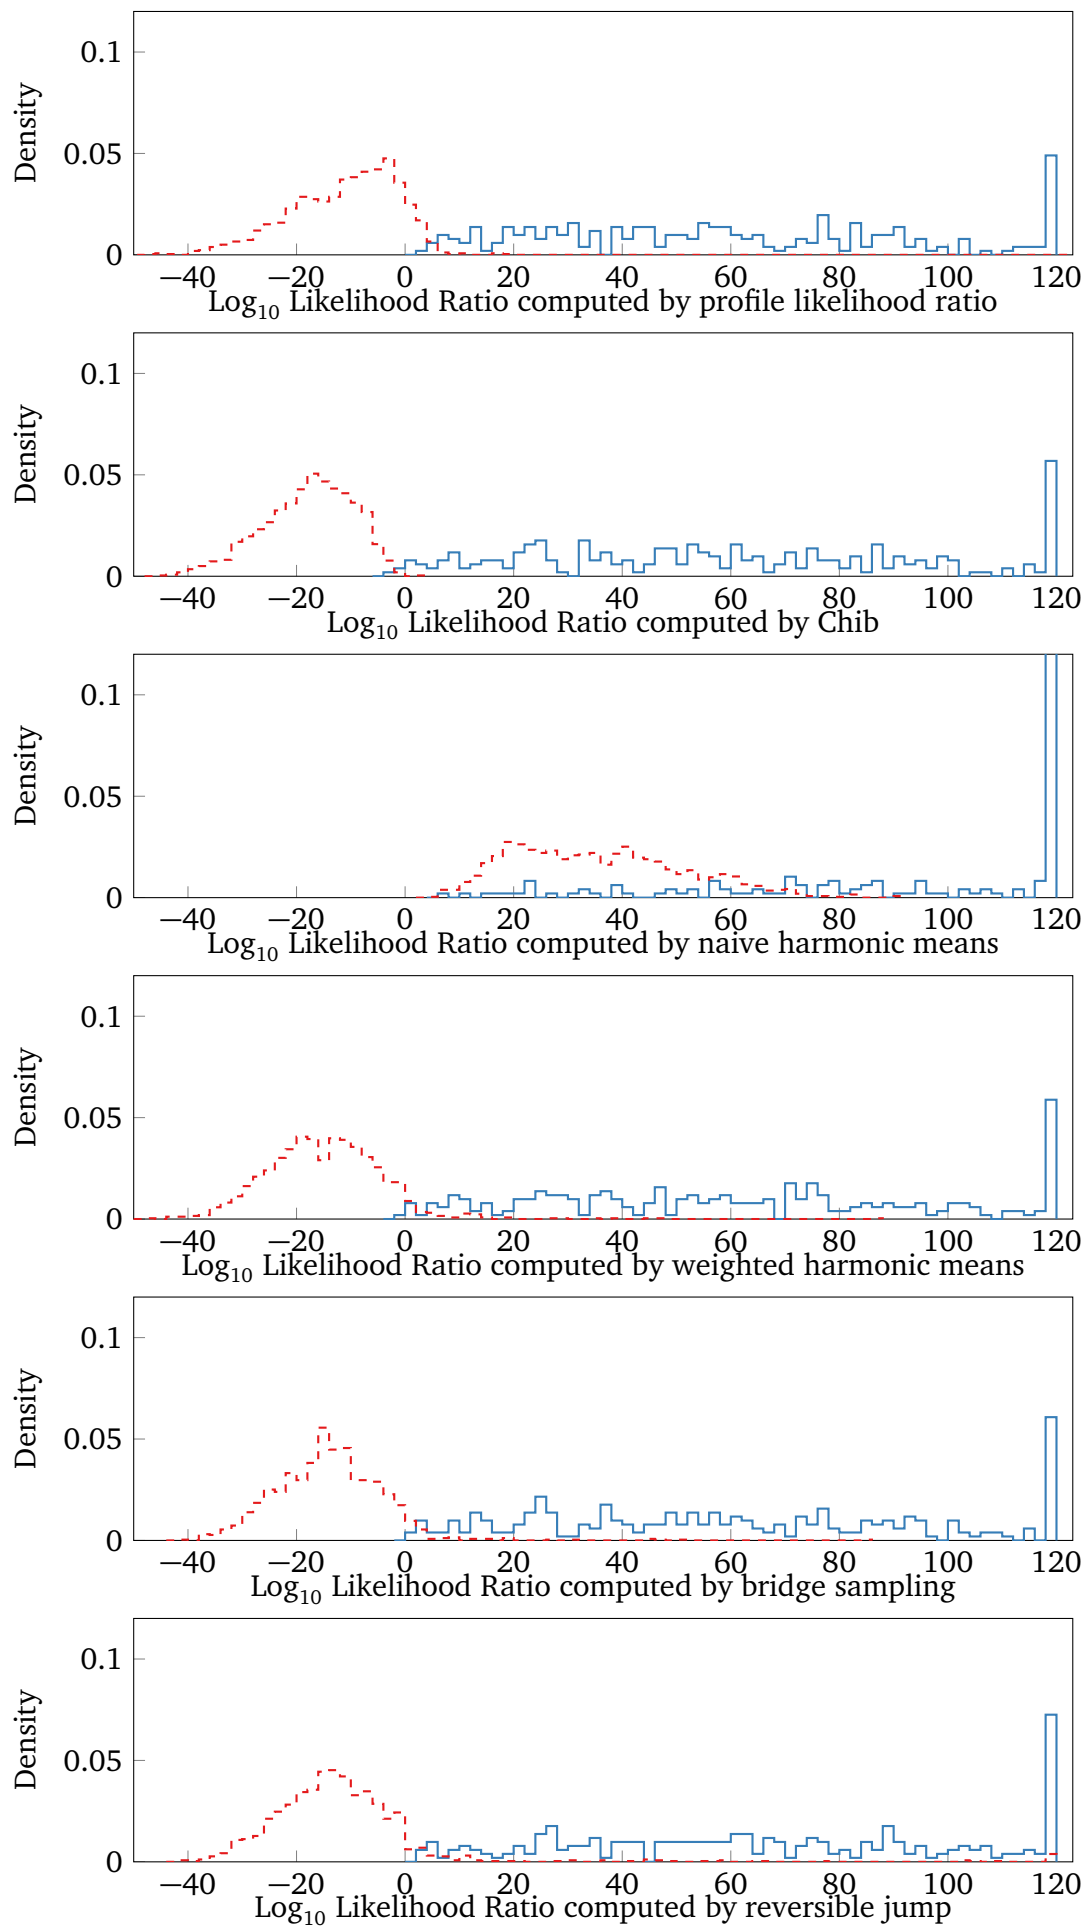 0.1
0.05
0
Density
−40 −20 0 20 40 60 80 100 120
Log₁₀ Likelihood Ratio computed by profile likelihood ratio
0.1
0.05
0
Density
−40 −20 0 20 40 60 80 100 120
Log₁₀ Likelihood Ratio computed by Chib
0.1
0.05
0
Density
−40 −20 0 20 40 60 80 100 120
Log₁₀ Likelihood Ratio computed by naive harmonic means
0.1
0.05
0
Density
−40 −20 0 20 40 60 80 100 120
Log₁₀ Likelihood Ratio computed by weighted harmonic means
0.1
0.05
0
Density
−40 −20 0 20 40 60 80 100 120
Log₁₀ Likelihood Ratio computed by bridge sampling
0.1
0.05
0
Density
−40 −20 0 20 40 60 80 100 120
Log₁₀ Likelihood Ratio computed by reversible jump